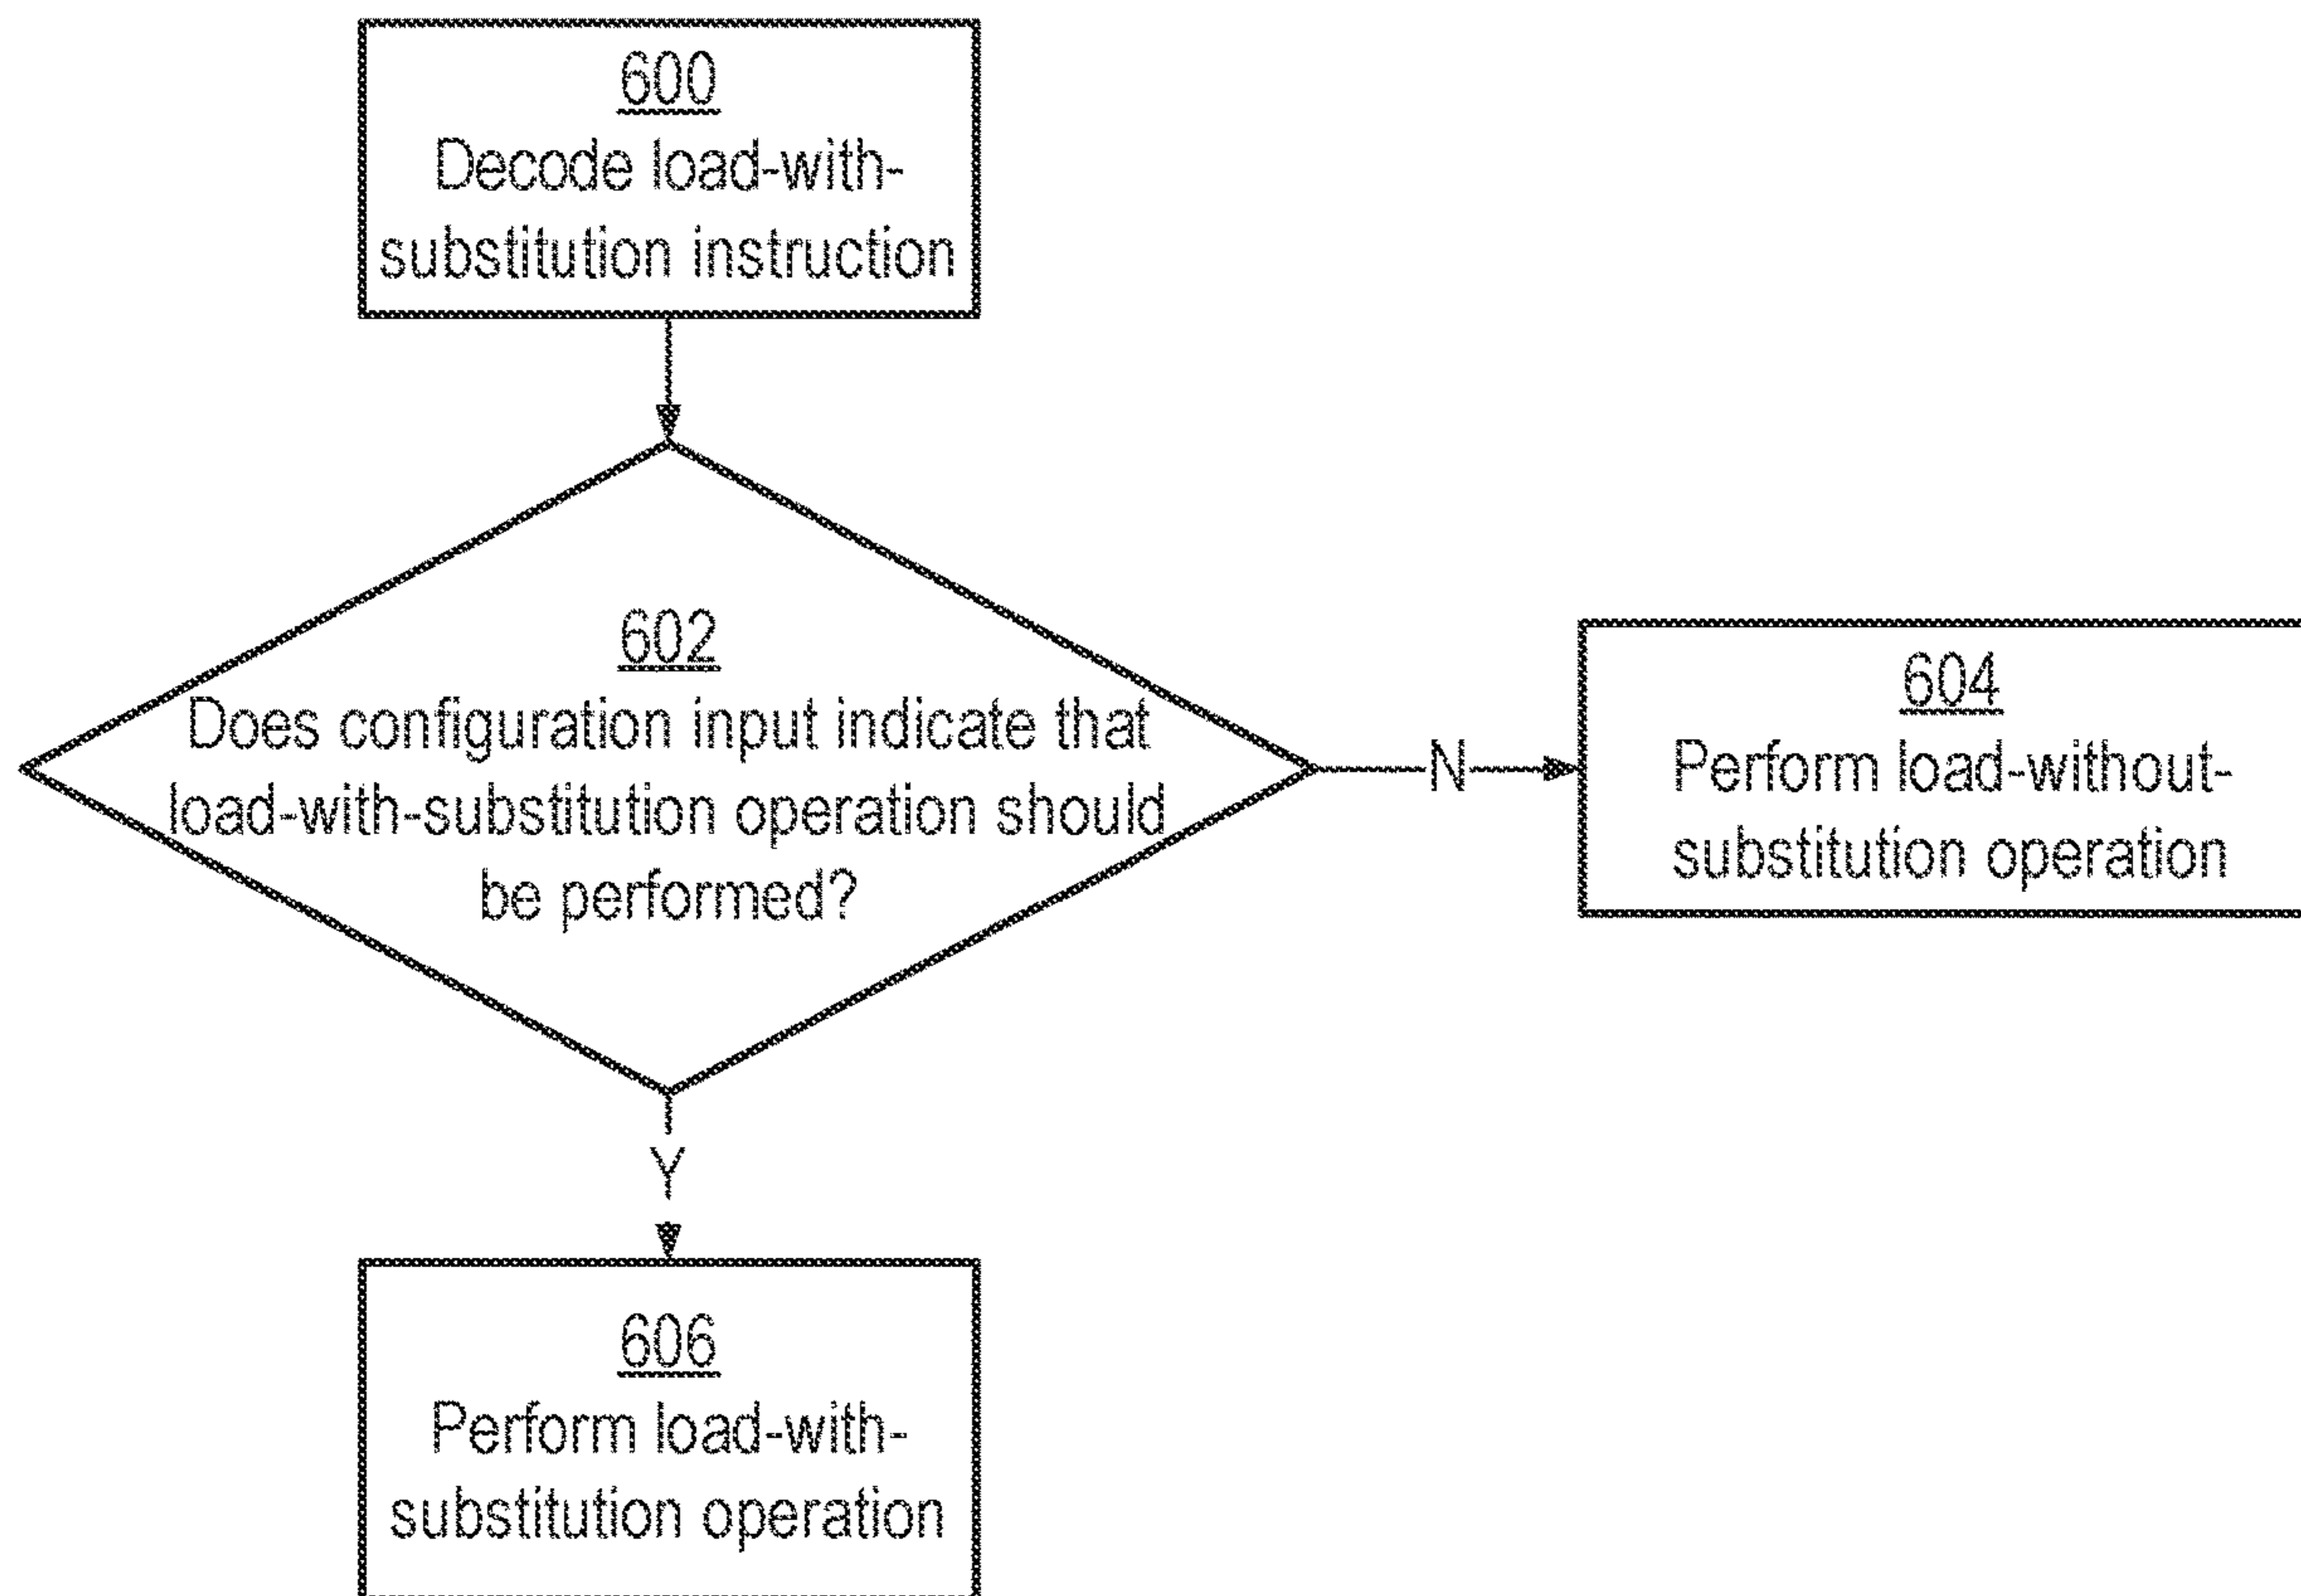 600
Decode load-with-
substitution instruction
602
Does configuration input indicate that
load-with-substitution operation should
be performed?
N
604
Perform load-without-
substitution operation
Y
606
Perform load-with-
substitution operation